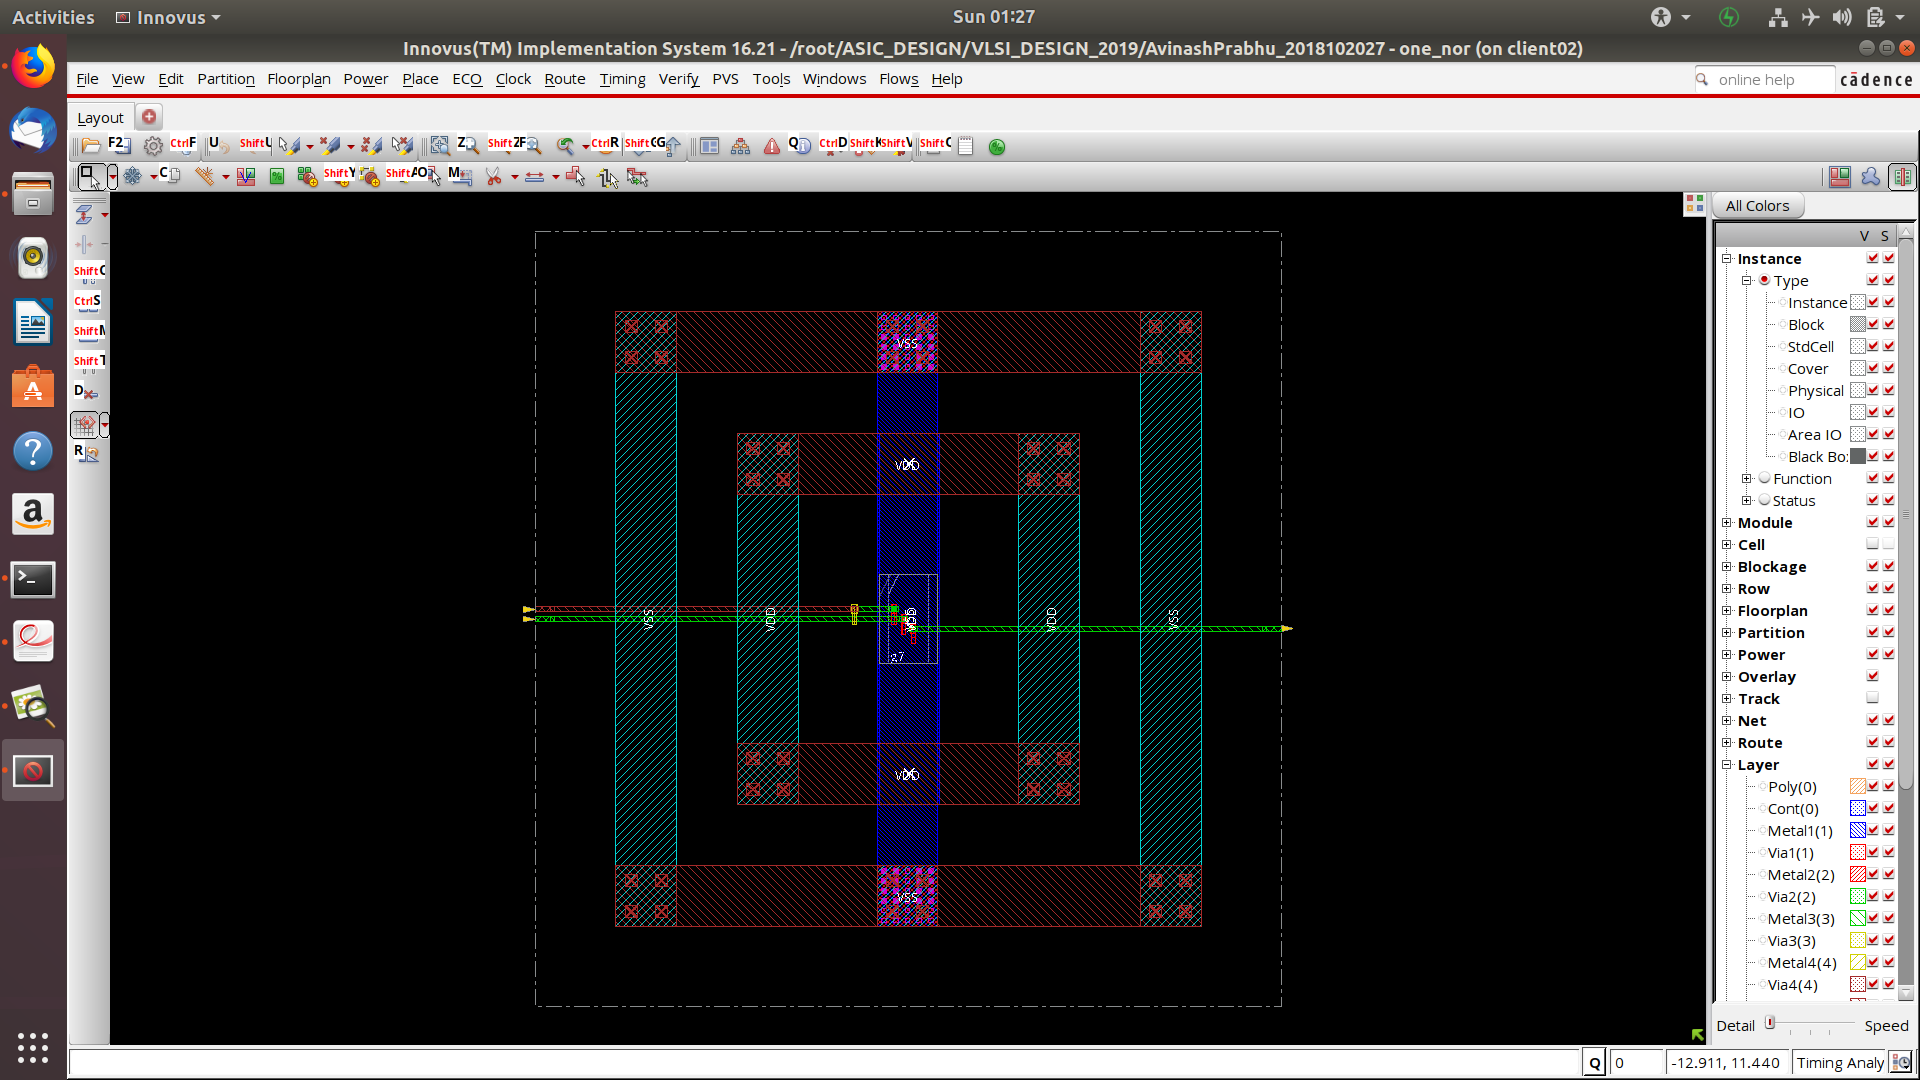 Activities Innovus Sun 01:27
Innovus(TM) Implementation System 16.21 - /root/ASIC_DESIGN/VLSI_DESIGN_2019/AvinashPrabhu_2018102027 - one_nor (on client02)
File View Edit Partition Floorplan Power Place ECO Clock Route Timing Verify PVS Tools Windows Flows Help online help cādence
Layout
F2 CtrlF U ShiftU Z ShiftZ F CtrlR ShiftG G Q CtrlD ShiftK ShiftV ShiftC
C ShiftY ShiftA O M
All Colors
ShiftC
CtrlS
ShiftM
ShiftT
D
R
V S
Instance
Type
Instance
Block
StdCell
Cover
Physical
IO
Area IO
Black Bo:
Function
Status
Module
Cell
Blockage
Row
Floorplan
Partition
Power
Overlay
Track
Net
Route
Layer
Poly(0)
Cont(0)
Metal1(1)
Via1(1)
Metal2(2)
Via2(2)
Metal3(3)
Via3(3)
Metal4(4)
Via4(4)
VSS
VDD
VSS VDD VDD VSS
VDD
VSS
Detail Speed
Q 0 -12.911, 11.440 Timing Analy